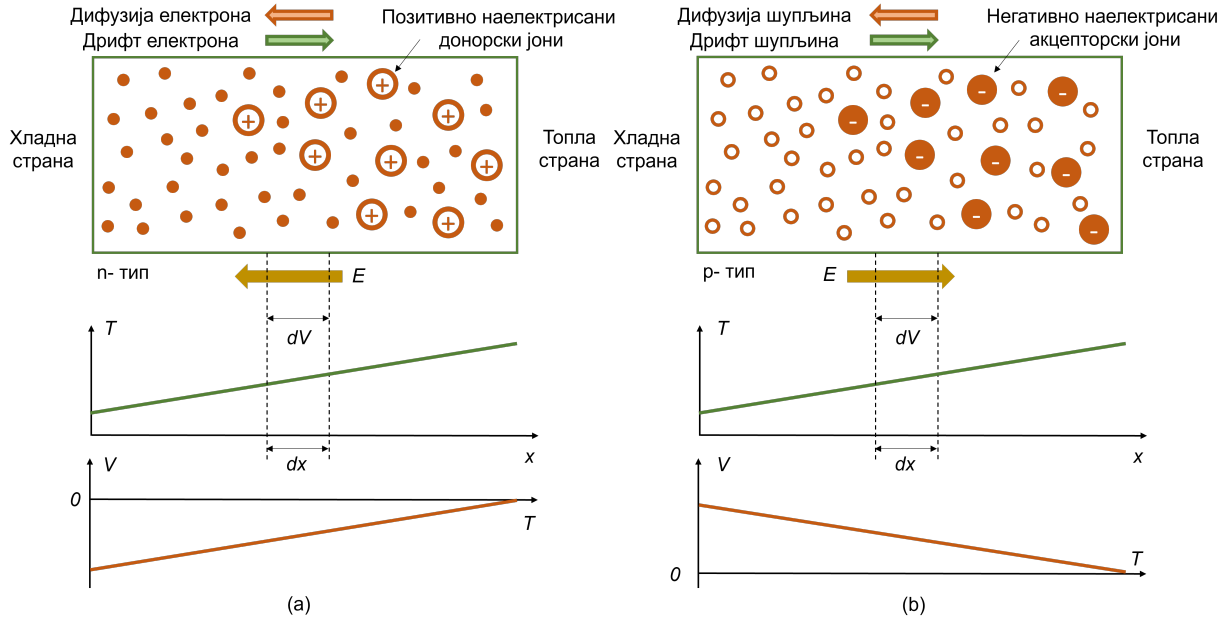 Дифузија електрона
Дрифт електрона
Позитивно наелектрисани
донорски јони
+
+
+
+
+
+
+
+
+
Хладна
страна
Топла
страна
n- тип
E
T
dV
dx
x
V
0
T
(a)
Дифузија шупљина
Дрифт шупљина
Негативно наелектрисани
акцепторски јони
-
-
-
-
-
-
-
-
-
Хладна
страна
Топла
страна
p- тип
E
T
dV
dx
x
V
T
0
(b)